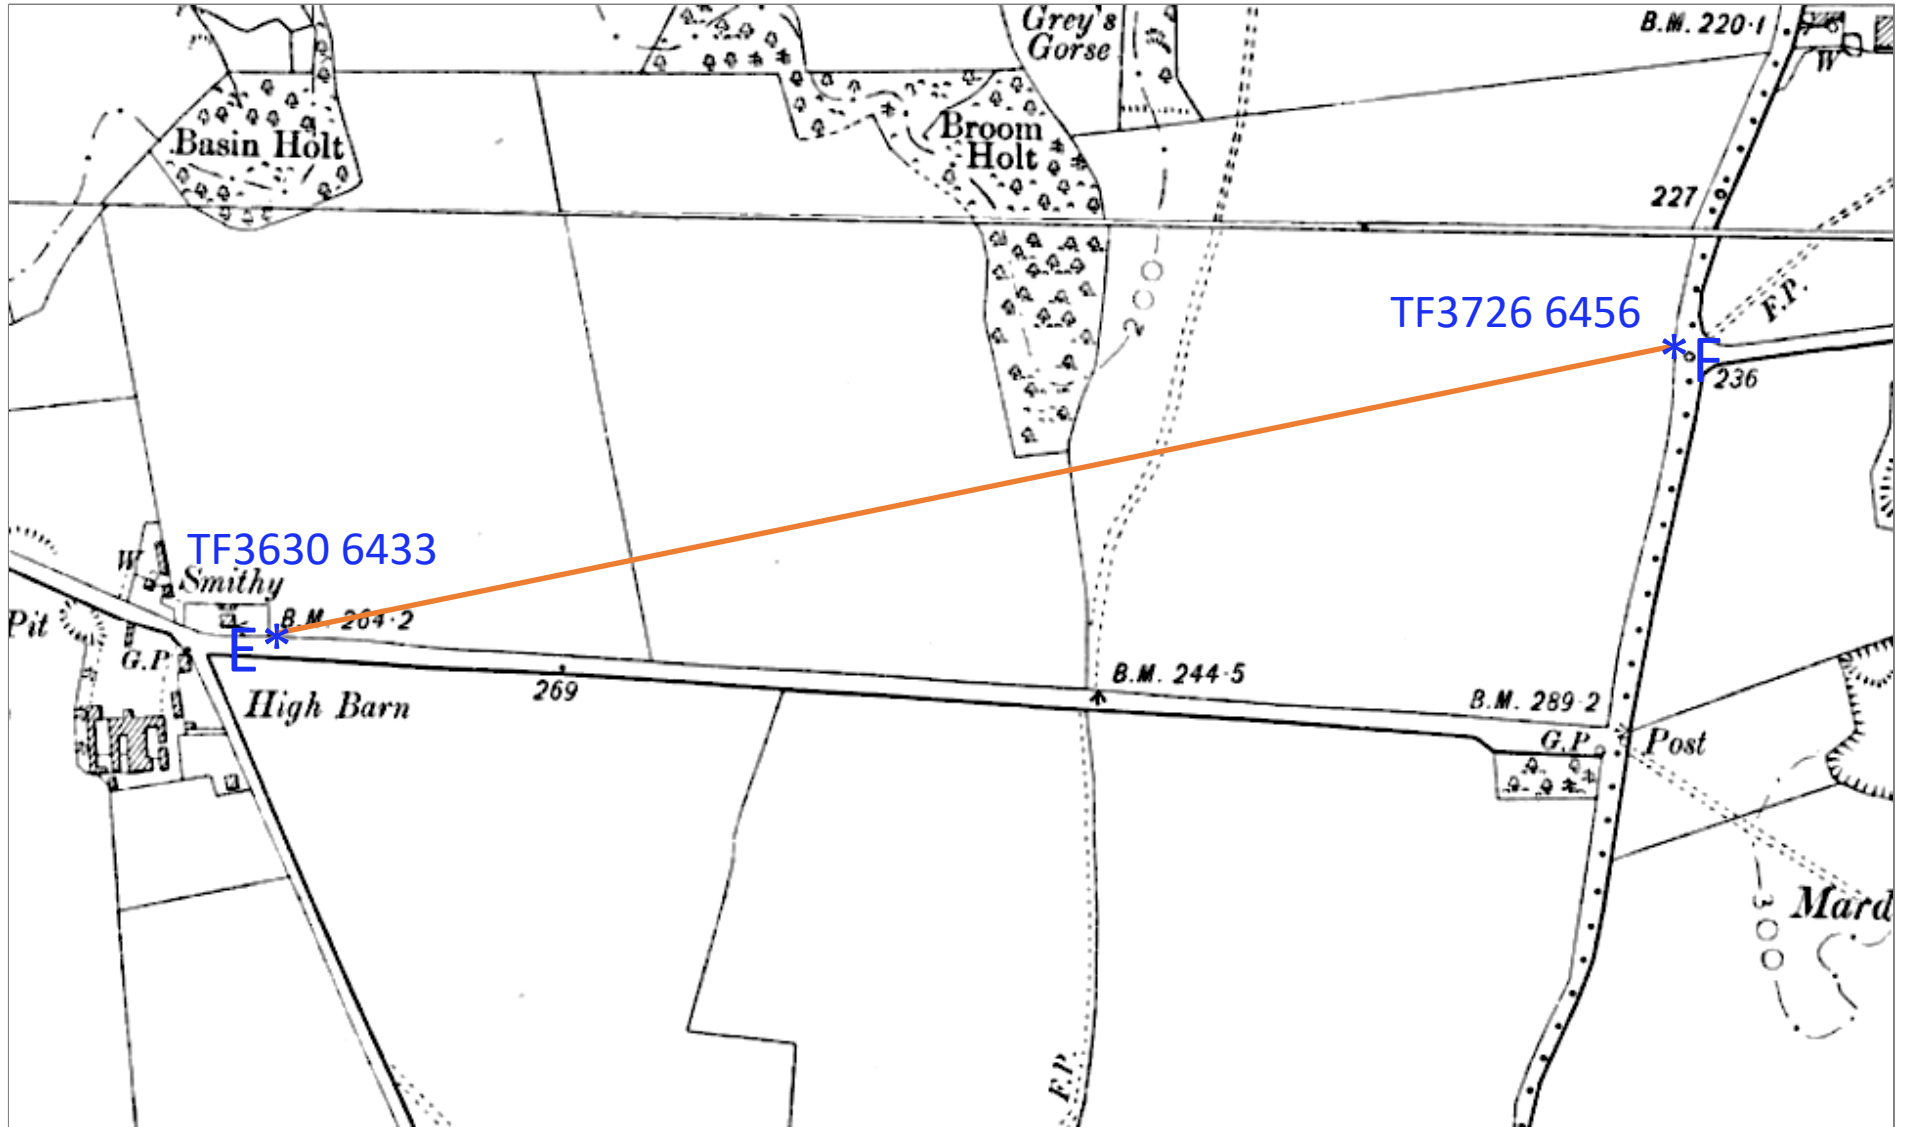 Grey's
Gorse
B.M. 220·1
W
Basin Holt
Broom
Holt
227
200
F.P.
TF3726 6456
F
236
TF3630 6433
W
Smithy
B.M. 264·2
Pit
E
G.P.
269
High Barn
B.M. 244·5
B.M. 289·2
G.P.
Post
Mard
300
F.P.